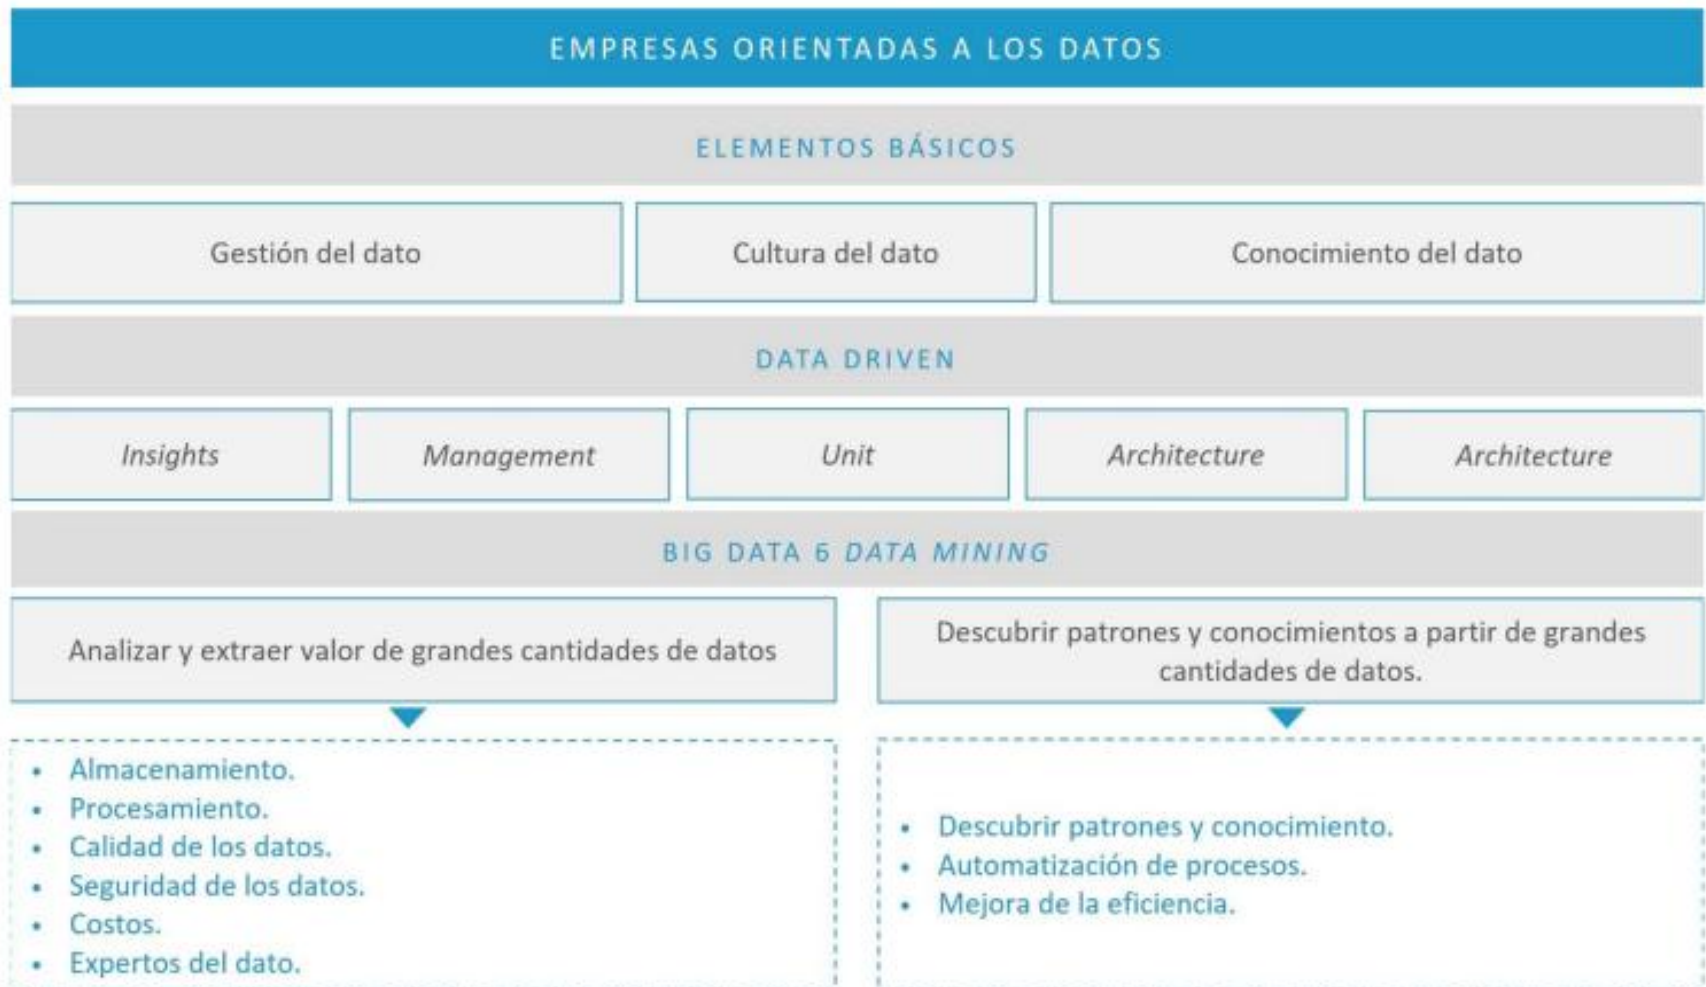 EMPRESAS ORIENTADAS A LOS DATOS
ELEMENTOS BÁSICOS
Gestión del dato
Cultura del dato
Conocimiento del dato
DATA DRIVEN
Insights
Management
Unit
Architecture
Architecture
BIG DATA 6 DATA MINING
Analizar y extraer valor de grandes cantidades de datos
Descubrir patrones y conocimientos a partir de grandes
cantidades de datos.
• Almacenamiento.
• Procesamiento.
• Calidad de los datos.
• Seguridad de los datos.
• Costos.
• Expertos del dato.
• Descubrir patrones y conocimiento.
• Automatización de procesos.
• Mejora de la eficiencia.